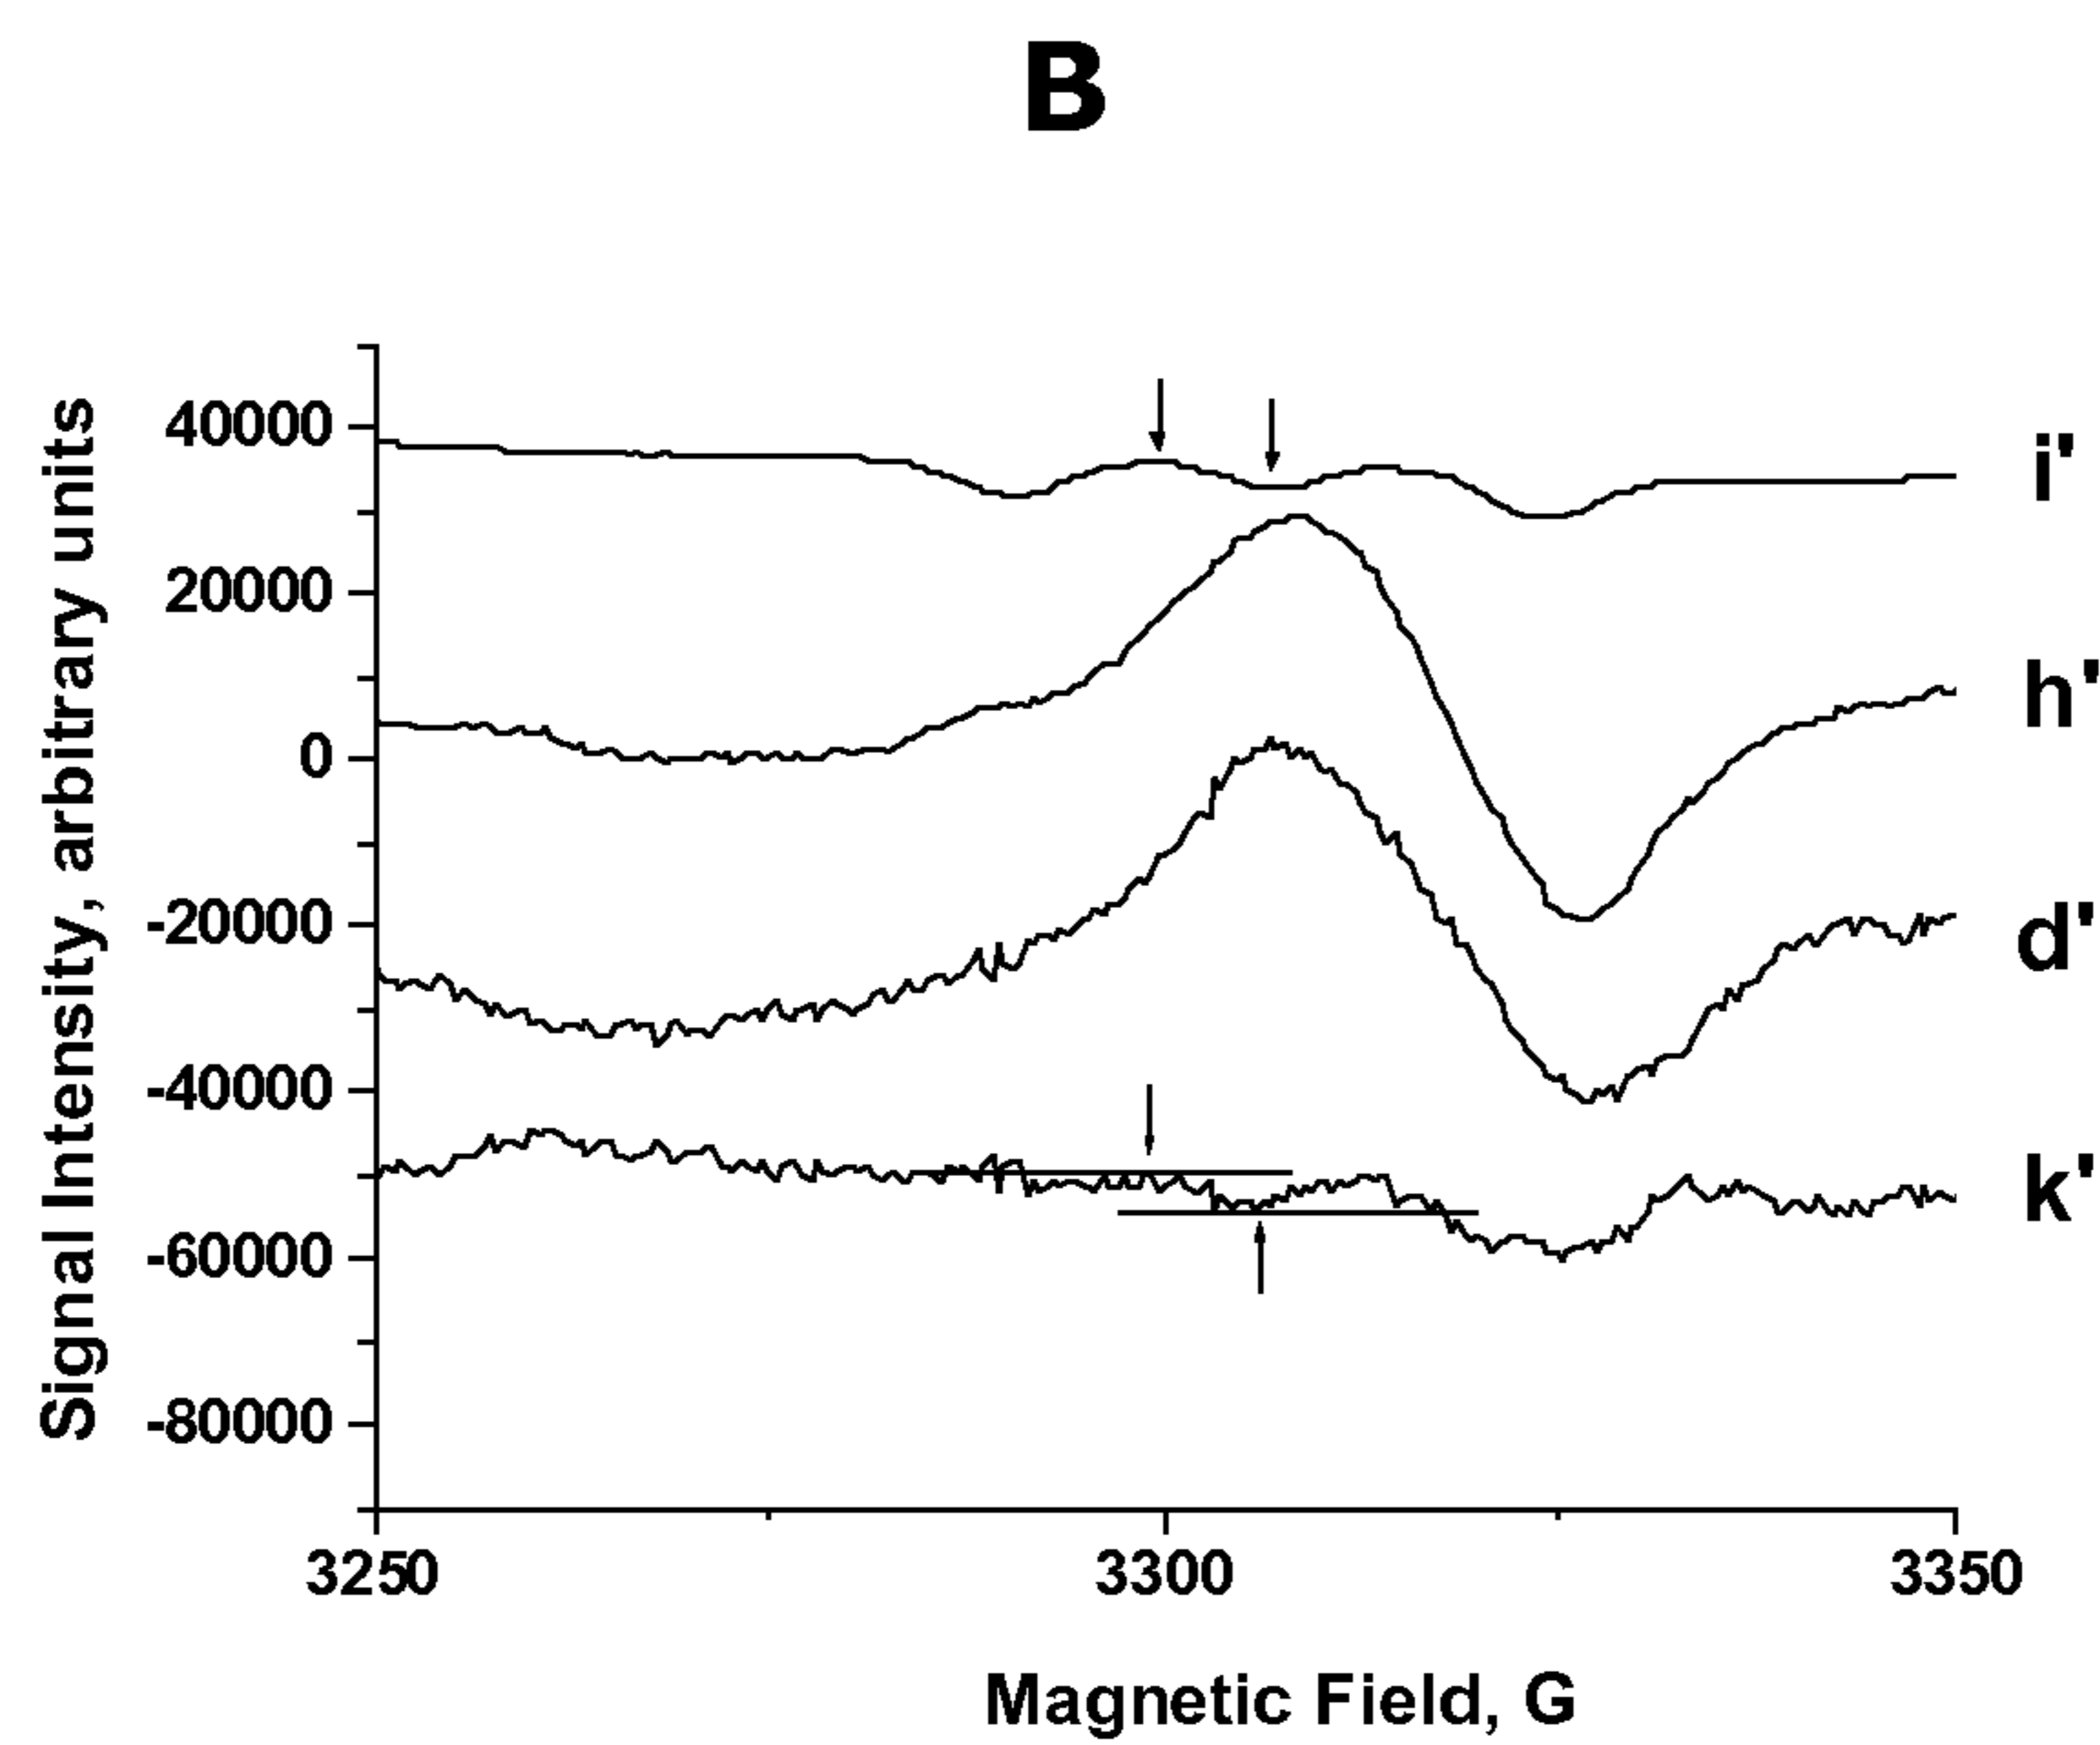 B
Signal Intensity, arbitrary units
40000
20000
0
-20000
-40000
-60000
-80000
i'
h'
d'
k'
3250
3300
3350
Magnetic Field, G